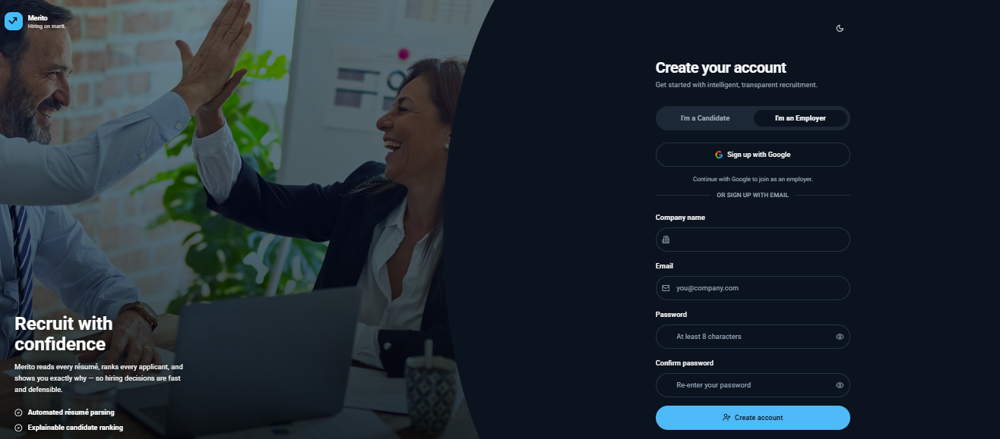 Merito
Hiring on merit.
Recruit with
confidence
Merito reads every résumé, ranks every applicant, and
shows you exactly why — so hiring decisions are fast
and defensible.
Automated résumé parsing
Explainable candidate ranking
Create your account
Get started with intelligent, transparent recruitment.
I'm a Candidate
I'm an Employer
Sign up with Google
Continue with Google to join as an employer.
OR SIGN UP WITH EMAIL
Company name
Email
you@company.com
Password
At least 8 characters
Confirm password
Re-enter your password
Create account